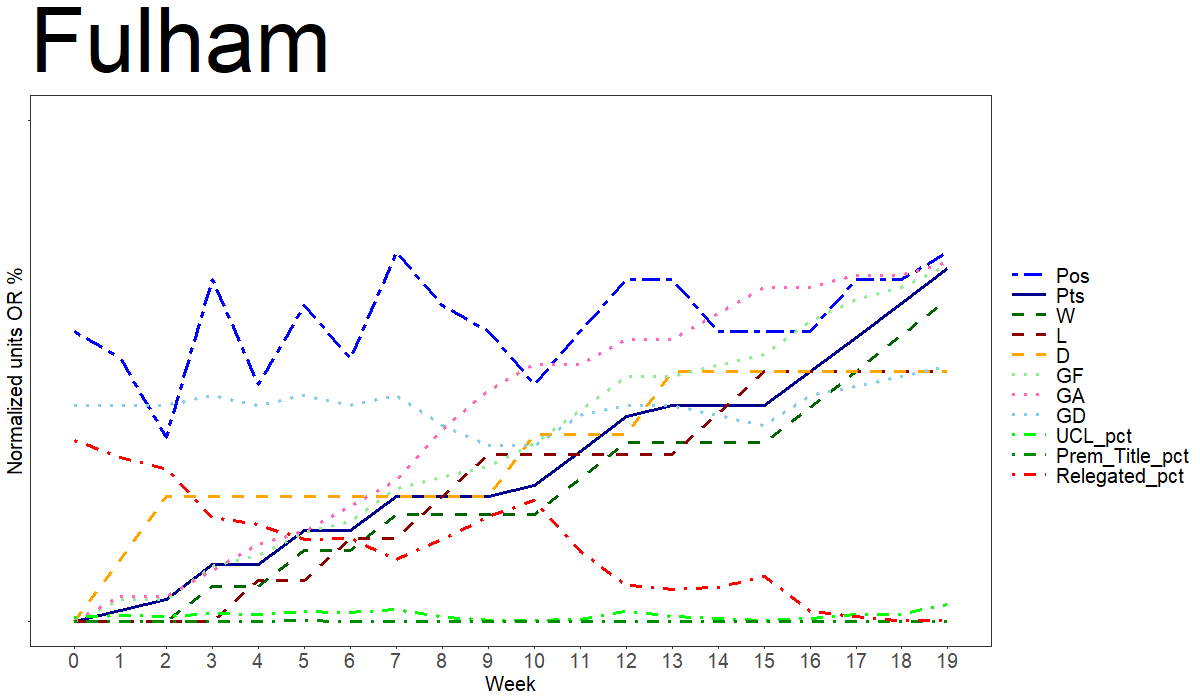 Fulham
Normalized units OR %
0 1 2 3 4 5 6 7 8 9 10 11 12 13 14 15 16 17 18 19
Week
Pos
Pts
W
L
D
GF
GA
GD
UCL_pct
Prem_Title_pct
Relegated_pct